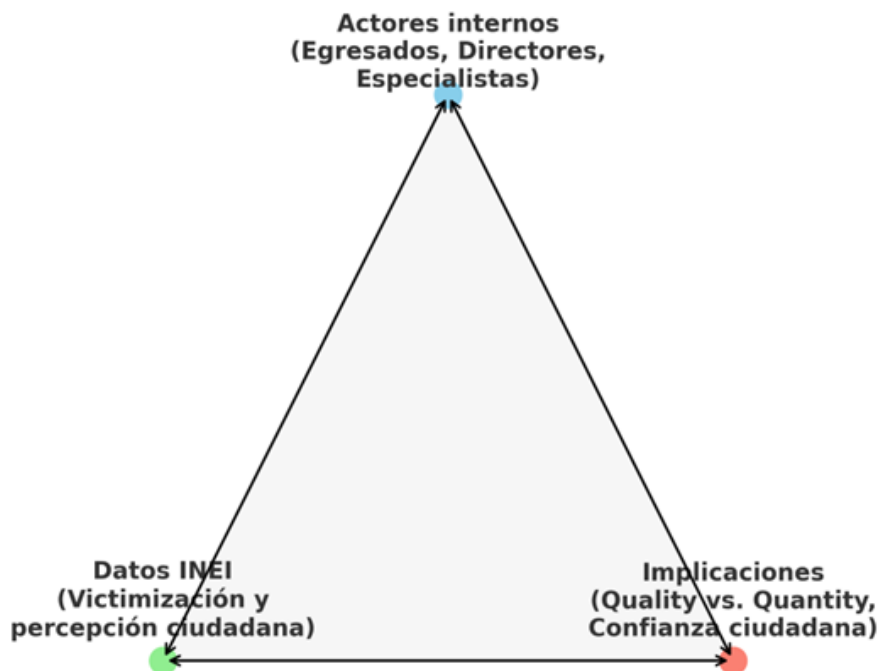 Actores internos
(Egresados, Directores,
Especialistas)
Datos INEI
(Victimización y
percepción ciudadana)
Implicaciones
(Quality vs. Quantity,
Confianza ciudadana)